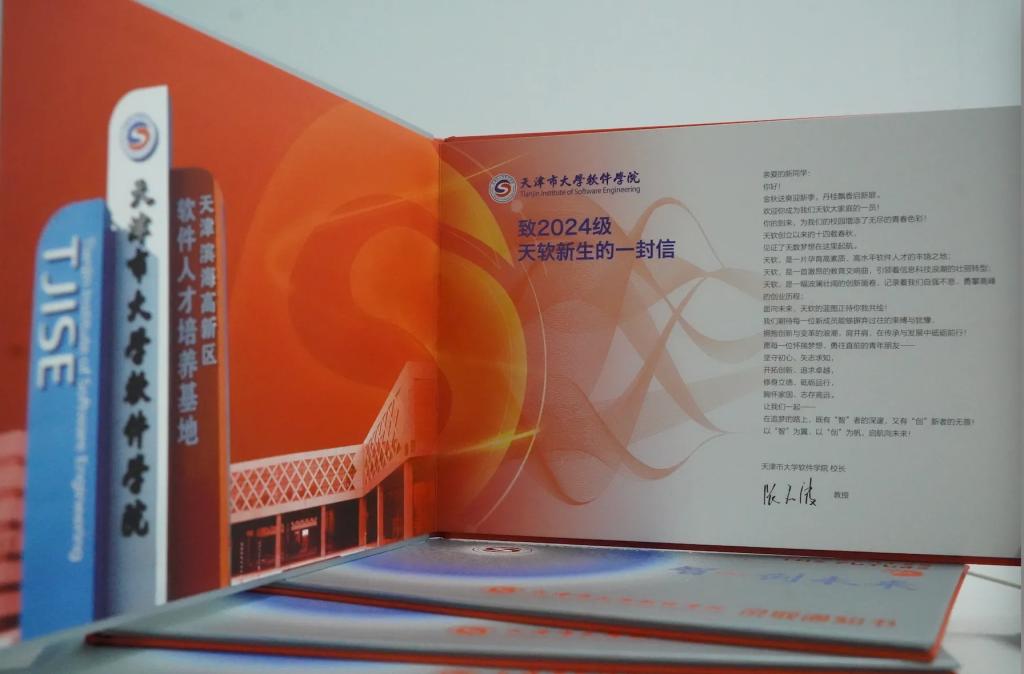 天津市大学软件学院
TJISE
天津滨海高新区
软件人才培养基地
天津市大学软件学院
Tianjin Institute of Software Engineering
致2024级
天软新生的一封信
亲爱的新同学：
你好！
金秋送爽迎新季，丹桂飘香启新扉。
欢迎你成为我们天软大家庭的一员！
你的到来，为我们的校园增添了无尽的青春色彩！
天软创立以来的十四载春秋，
见证了无数梦想在这里起航。
天软，是一片孕育高素质、高水平软件人才的丰饶之地；
天软，是一首激昂的教育交响曲，引领着信息科技浪潮的壮丽转型；
天软，是一幅波澜壮阔的创新画卷，记录着我们自强不息、勇攀高峰
的创业历程；
面向未来，天软的蓝图正待你我共绘！
我们期待每一位新成员能够摒弃过往的束缚与犹豫，
拥抱创新与变革的浪潮，肩并肩，在传承与发展中砥砺前行！
愿每一位怀揣梦想、勇往直前的青年朋友——
坚守初心、矢志求知，
开拓创新、追求卓越，
修身立德、砥砺远行，
胸怀家国、志存高远。
让我们一起——
在追梦的路上，既有“智”者的深邃，又有“创”新者的无畏！
以“智”为翼，以“创”为帆，启航向未来！
天津市大学软件学院 校长
教授
录取通知书